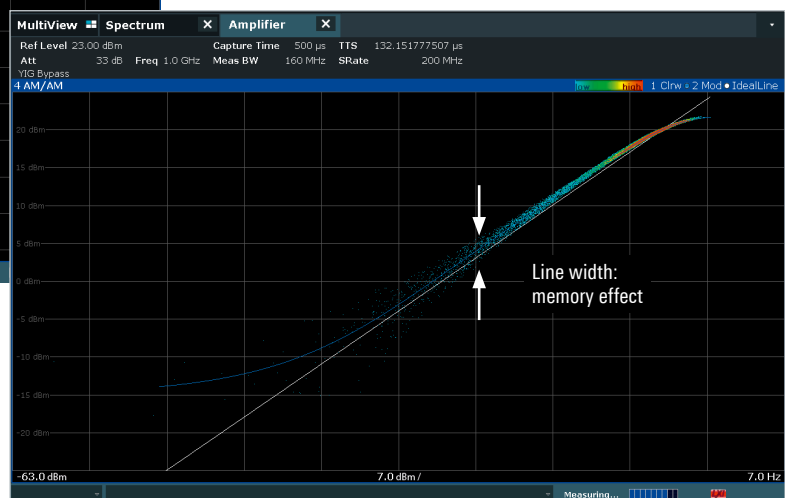 MultiView Spectrum X Amplifier X
Ref Level 23.00 dBm Capture Time 500 µs TTS 132.151777507 µs
Att 33 dB Freq 1.0 GHz Meas BW 160 MHz SRate 200 MHz
YIG Bypass
4 AM/AM low high 1 Clrw 2 Mod IdealLine
20 dBm
15 dBm
10 dBm
5 dBm
0 dBm
-5 dBm
-10 dBm
-15 dBm
-20 dBm
Line width:
memory effect
-63.0 dBm 7.0 dBm/ 7.0 Hz
Measuring...